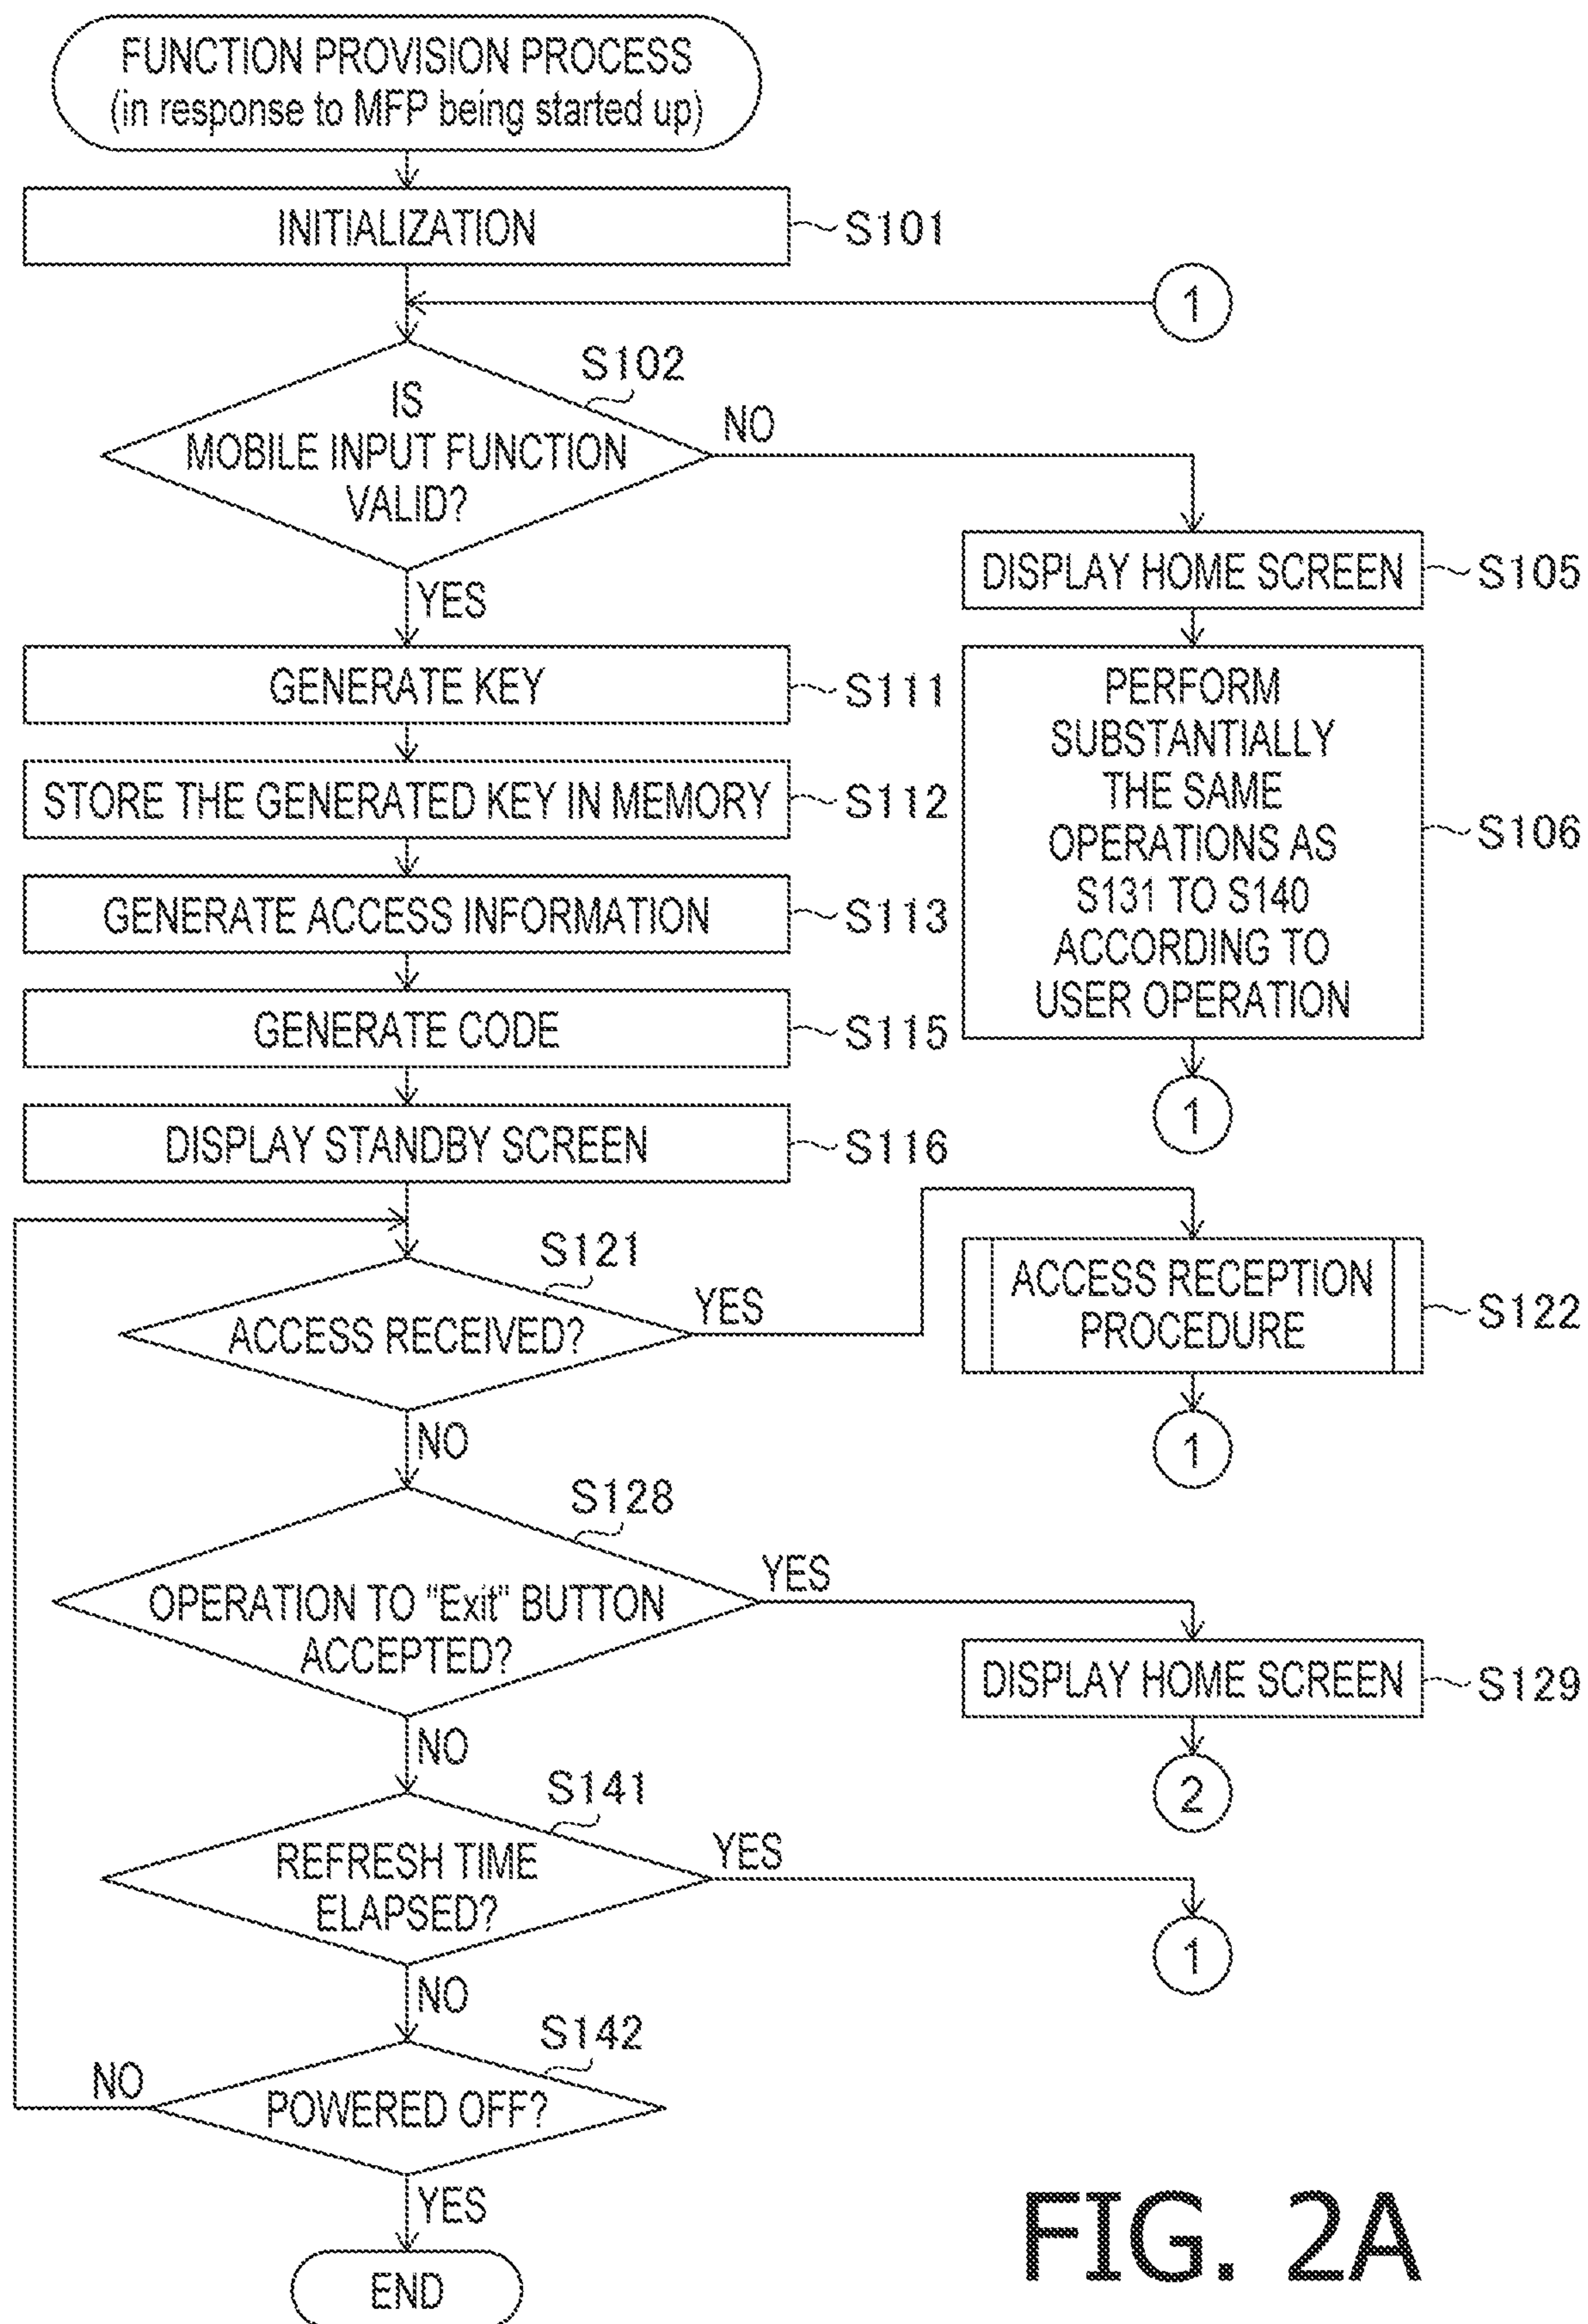 FUNCTION PROVISION PROCESS
(in response to MFP being started up)
INITIALIZATION
S101
1
S102
IS
MOBILE INPUT FUNCTION
VALID?
NO
YES
DISPLAY HOME SCREEN
S105
GENERATE KEY
S111
PERFORM
SUBSTANTIALLY
THE SAME
OPERATIONS AS
S131 TO S140
ACCORDING TO
USER OPERATION
S106
1
STORE THE GENERATED KEY IN MEMORY
S112
GENERATE ACCESS INFORMATION
S113
GENERATE CODE
S115
DISPLAY STANDBY SCREEN
S116
S121
ACCESS RECEIVED?
YES
NO
ACCESS RECEPTION
PROCEDURE
S122
1
S128
OPERATION TO "Exit" BUTTON
ACCEPTED?
YES
NO
DISPLAY HOME SCREEN
S129
2
S141
REFRESH TIME
ELAPSED?
YES
NO
1
S142
POWERED OFF?
NO
YES
END
FIG. 2A